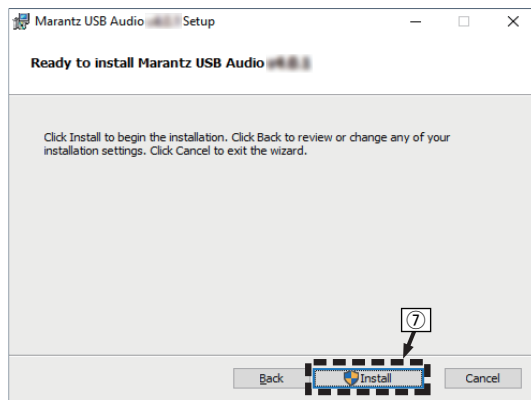 Marantz USB Audio Setup
Ready to install Marantz USB Audio
Click Install to begin the installation. Click Back to review or change any of your
installation settings. Click Cancel to exit the wizard.
⑦
Back
Install
Cancel